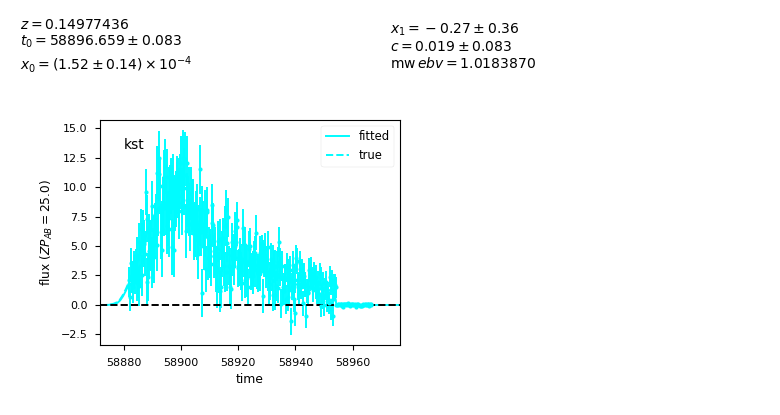 z = 0.14977436
t0 = 58896.659 ± 0.083
x0 = (1.52 ± 0.14) × 10^−4
x1 = −0.27 ± 0.36
c = 0.019 ± 0.083
mw ebv = 1.0183870
kst
fitted
true
15.0
12.5
10.0
7.5
5.0
2.5
0.0
−2.5
flux (ZP_AB = 25.0)
58880 58900 58920 58940 58960
time